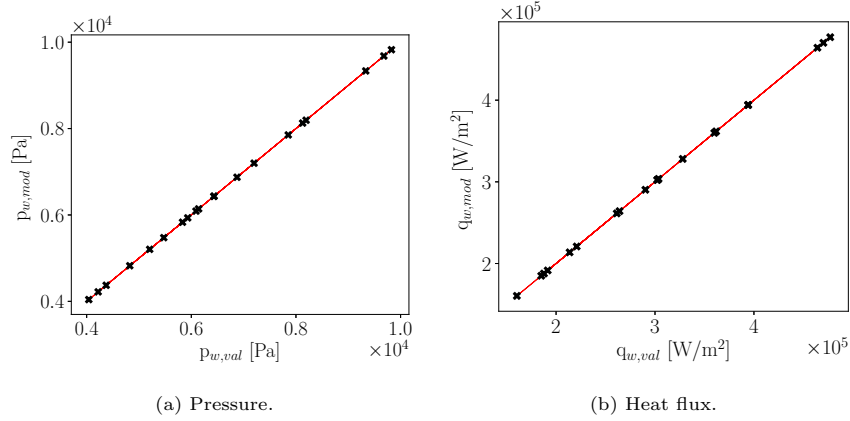 ×10⁴
1.0
0.8
0.6
0.4
p_{w,mod} [Pa]
0.4 0.6 0.8 1.0
p_{w,val} [Pa]
×10⁴
(a) Pressure.
×10⁵
4
3
2
q_{w,mod} [W/m²]
2 3 4
q_{w,val} [W/m²]
×10⁵
(b) Heat flux.